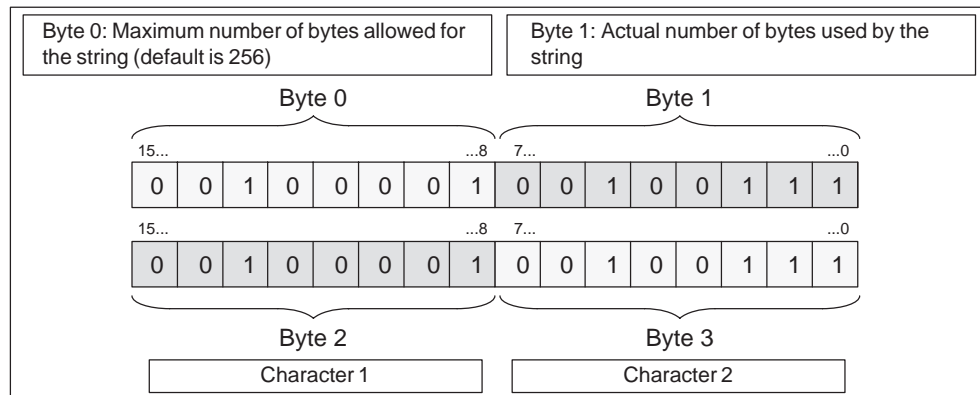 Byte 0: Maximum number of bytes allowed for
the string (default is 256)
Byte 1: Actual number of bytes used by the
string
Byte 0
Byte 1
15... ...8 7... ...0
0 0 1 0 0 0 0 1 0 0 1 0 0 1 1 1
15... ...8 7... ...0
0 0 1 0 0 0 0 1 0 0 1 0 0 1 1 1
Byte 2
Byte 3
Character 1
Character 2